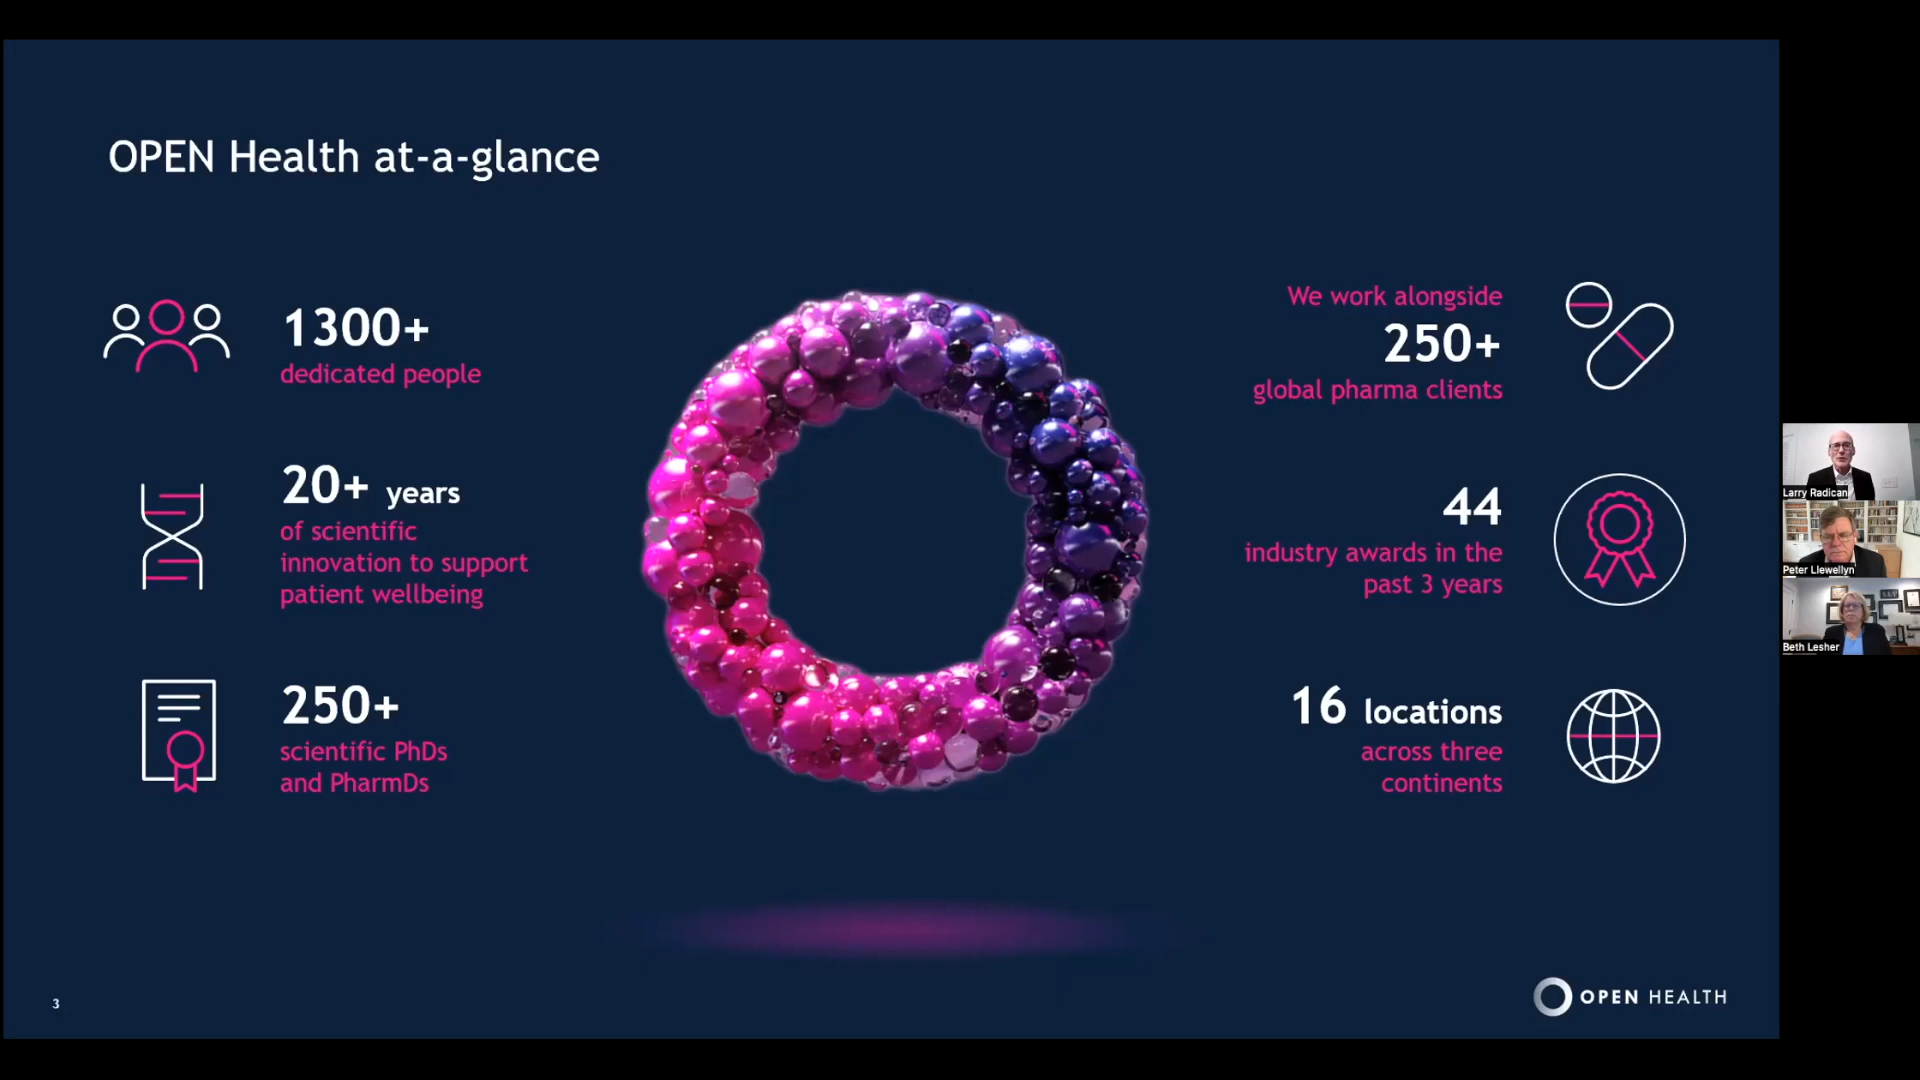 OPEN Health at-a-glance
1300+
dedicated people
20+ years
of scientific
innovation to support
patient wellbeing
250+
scientific PhDs
and PharmDs
We work alongside
250+
global pharma clients
44
industry awards in the
past 3 years
16 locations
across three
continents
Larry Radican
Peter Llewellyn
Beth Lesher
3
OPEN HEALTH